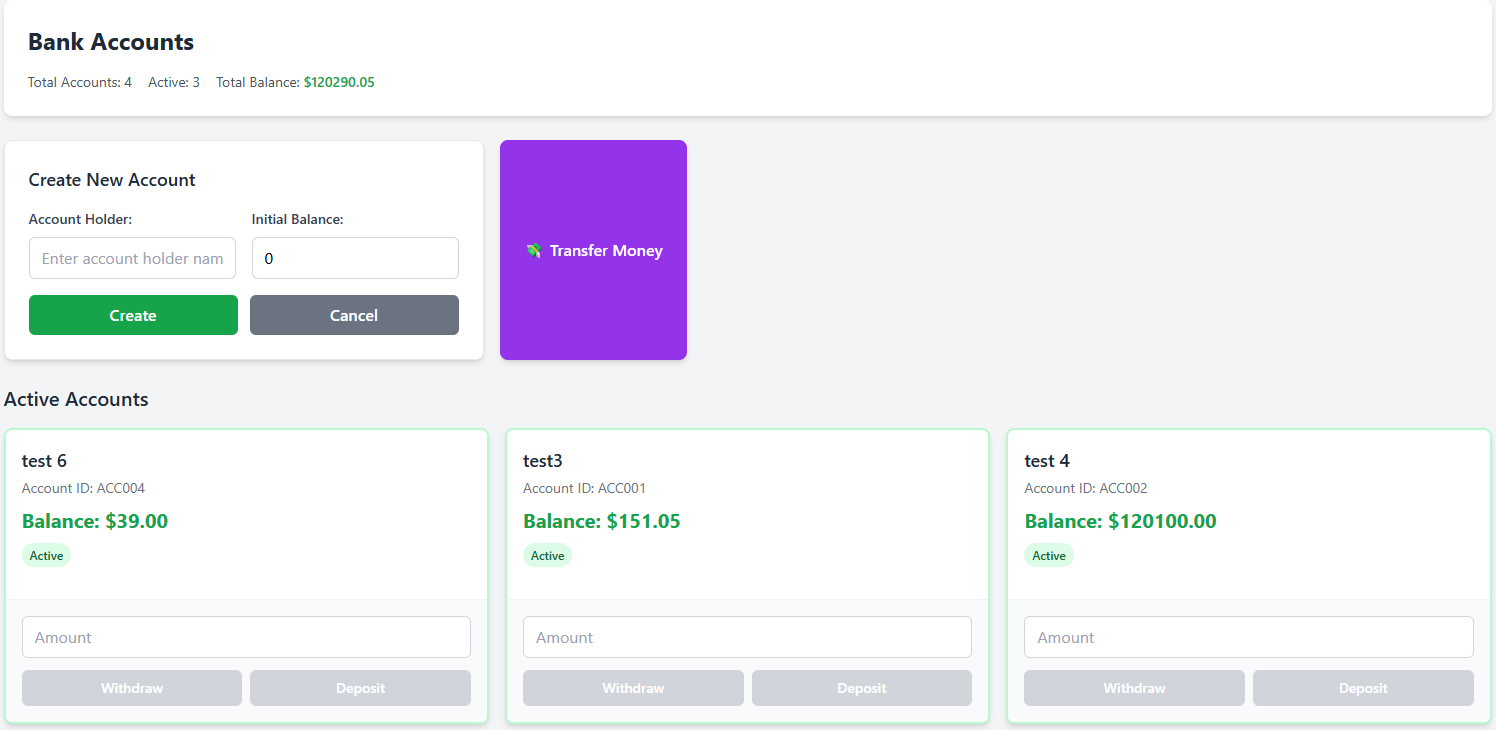 Bank Accounts
Total Accounts: 4 Active: 3 Total Balance: $120290.05
Create New Account
Account Holder: Initial Balance:
Enter account holder nam 0
Create Cancel
💸 Transfer Money
Active Accounts
test 6
Account ID: ACC004
Balance: $39.00
Active
Amount
Withdraw Deposit
test3
Account ID: ACC001
Balance: $151.05
Active
Amount
Withdraw Deposit
test 4
Account ID: ACC002
Balance: $120100.00
Active
Amount
Withdraw Deposit